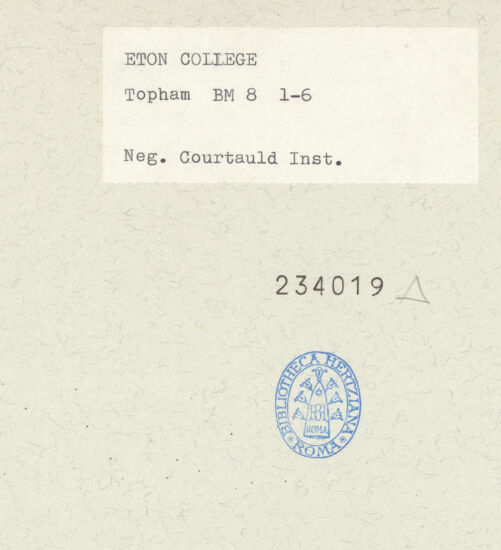 ETON COLLEGE
Topham BM 8 1-6
Neg. Courtauld Inst.
234019
BIBLIOTHECA HERTZIANA
ROMA
* ROMA *